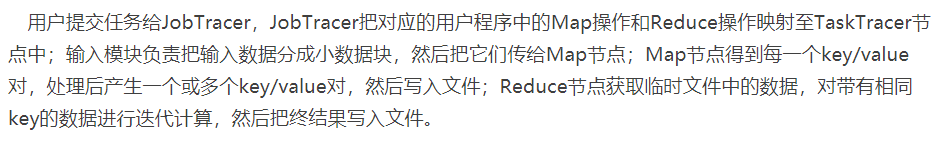 用户提交任务给JobTracer，JobTracer把对应的用户程序中的Map操作和Reduce操作映射至TaskTracer节
点中；输入模块负责把输入数据分成小数据块，然后把它们传给Map节点；Map节点得到每一个key/value
对，处理后产生一个或多个key/value对，然后写入文件；Reduce节点获取临时文件中的数据，对带有相同
key的数据进行迭代计算，然后把终结果写入文件。